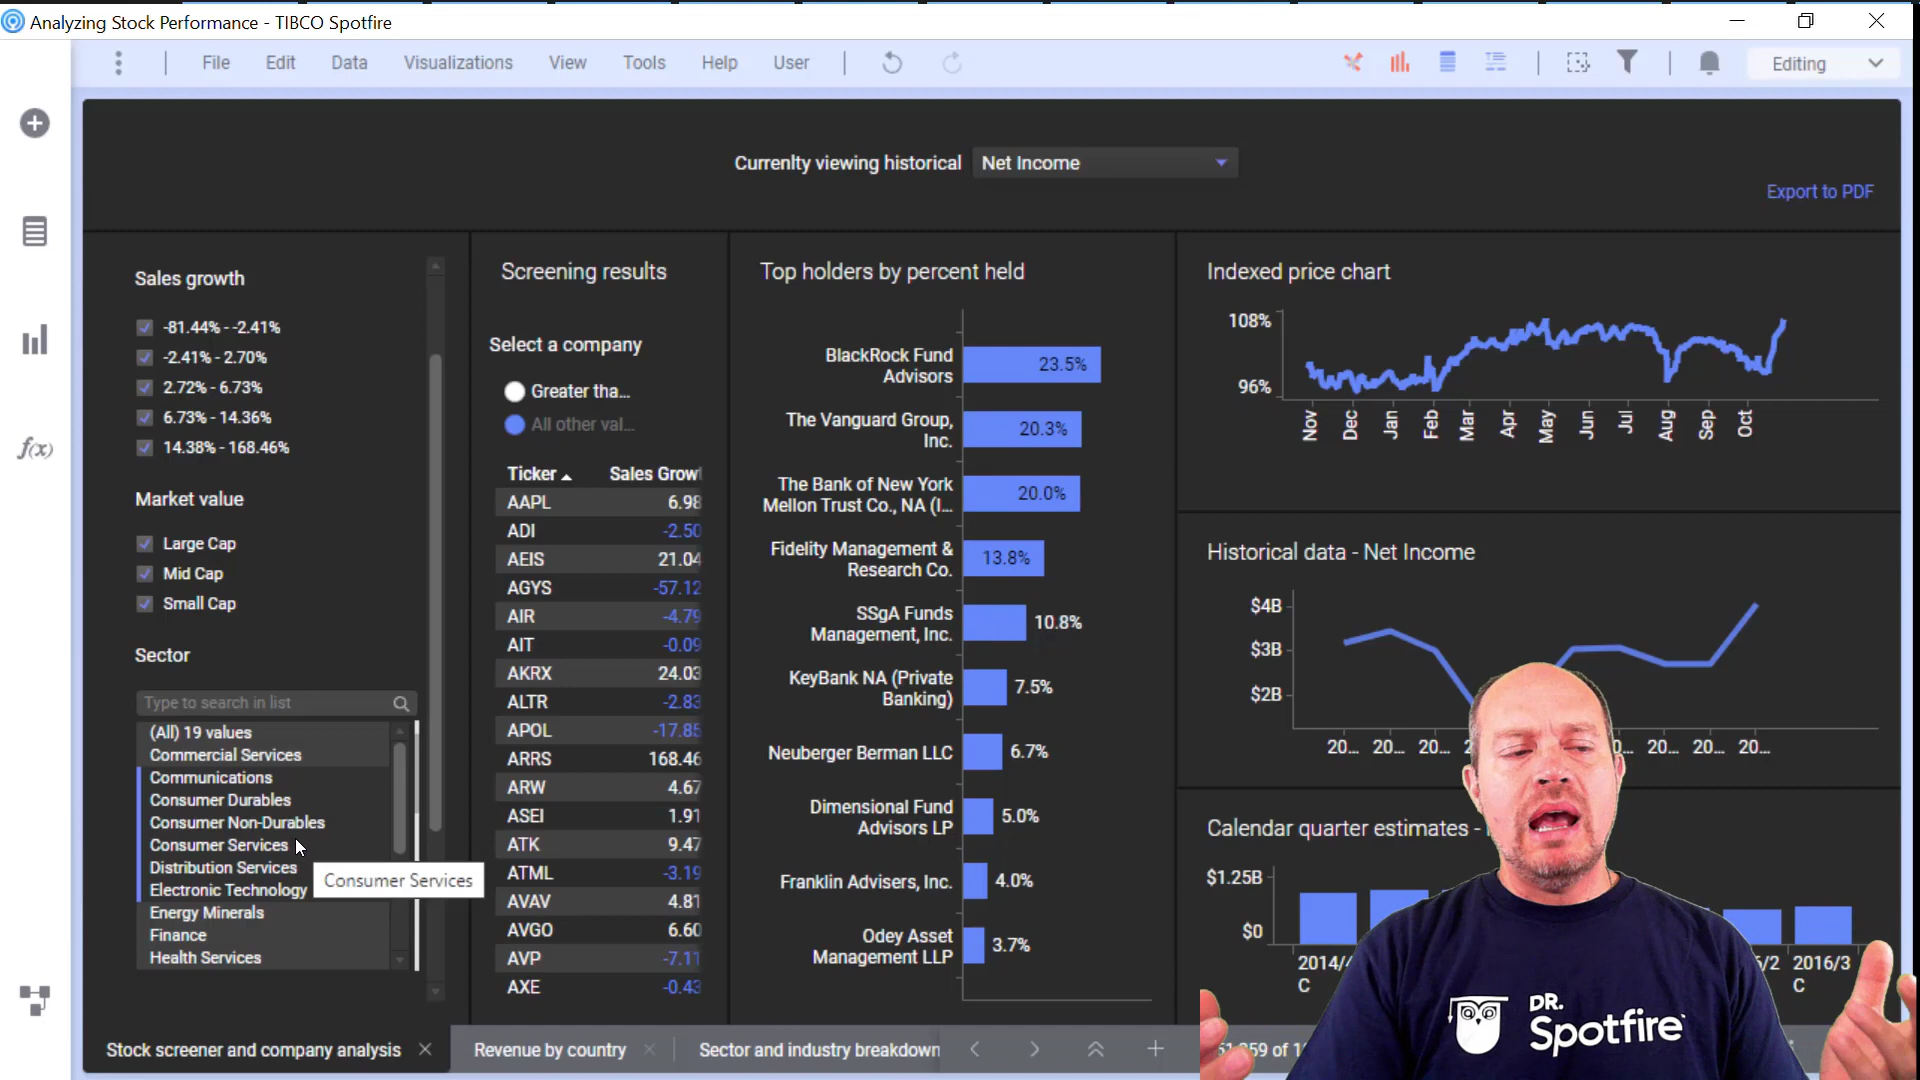 Analyzing Stock Performance - TIBCO Spotfire
File Edit Data Visualizations View Tools Help User
Editing
Currenlty viewing historical Net Income
Export to PDF
f(x)
Sales growth
-81.44% - -2.41%
-2.41% - 2.70%
2.72% - 6.73%
6.73% - 14.36%
14.38% - 168.46%
Market value
Large Cap
Mid Cap
Small Cap
Sector
Type to search in list
(All) 19 values
Commercial Services
Communications
Consumer Durables
Consumer Non-Durables
Consumer Services
Distribution Services
Electronic Technology
Energy Minerals
Finance
Health Services
Consumer Services
Screening results
Select a company
Greater tha...
All other val...
Ticker Sales Growt
AAPL 6.98
ADI -2.50
AEIS 21.04
AGYS -57.12
AIR -4.79
AIT -0.09
AKRX 24.03
ALTR -2.83
APOL -17.85
ARRS 168.46
ARW 4.67
ASEI 1.91
ATK 9.47
ATML -3.19
AVAV 4.81
AVGO 6.60
AVP -7.11
AXE -0.43
Top holders by percent held
BlackRock Fund
Advisors 23.5%
The Vanguard Group,
Inc. 20.3%
The Bank of New York
Mellon Trust Co., NA (I... 20.0%
Fidelity Management &
Research Co. 13.8%
SSgA Funds
Management, Inc. 10.8%
KeyBank NA (Private
Banking) 7.5%
Neuberger Berman LLC 6.7%
Dimensional Fund
Advisors LP 5.0%
Franklin Advisers, Inc. 4.0%
Odey Asset
Management LLP 3.7%
Indexed price chart
108%
96%
Nov Dec Jan Feb Mar Apr May Jun Jul Aug Sep Oct
Historical data - Net Income
$4B
$3B
$2B
20... 20... 20... 20... 20...
Calendar quarter estimates -
$1.25B
$0
2014/4
C
/2
2016/3
C
DR.
Spotfire
Stock screener and company analysis
Revenue by country
Sector and industry breakdown